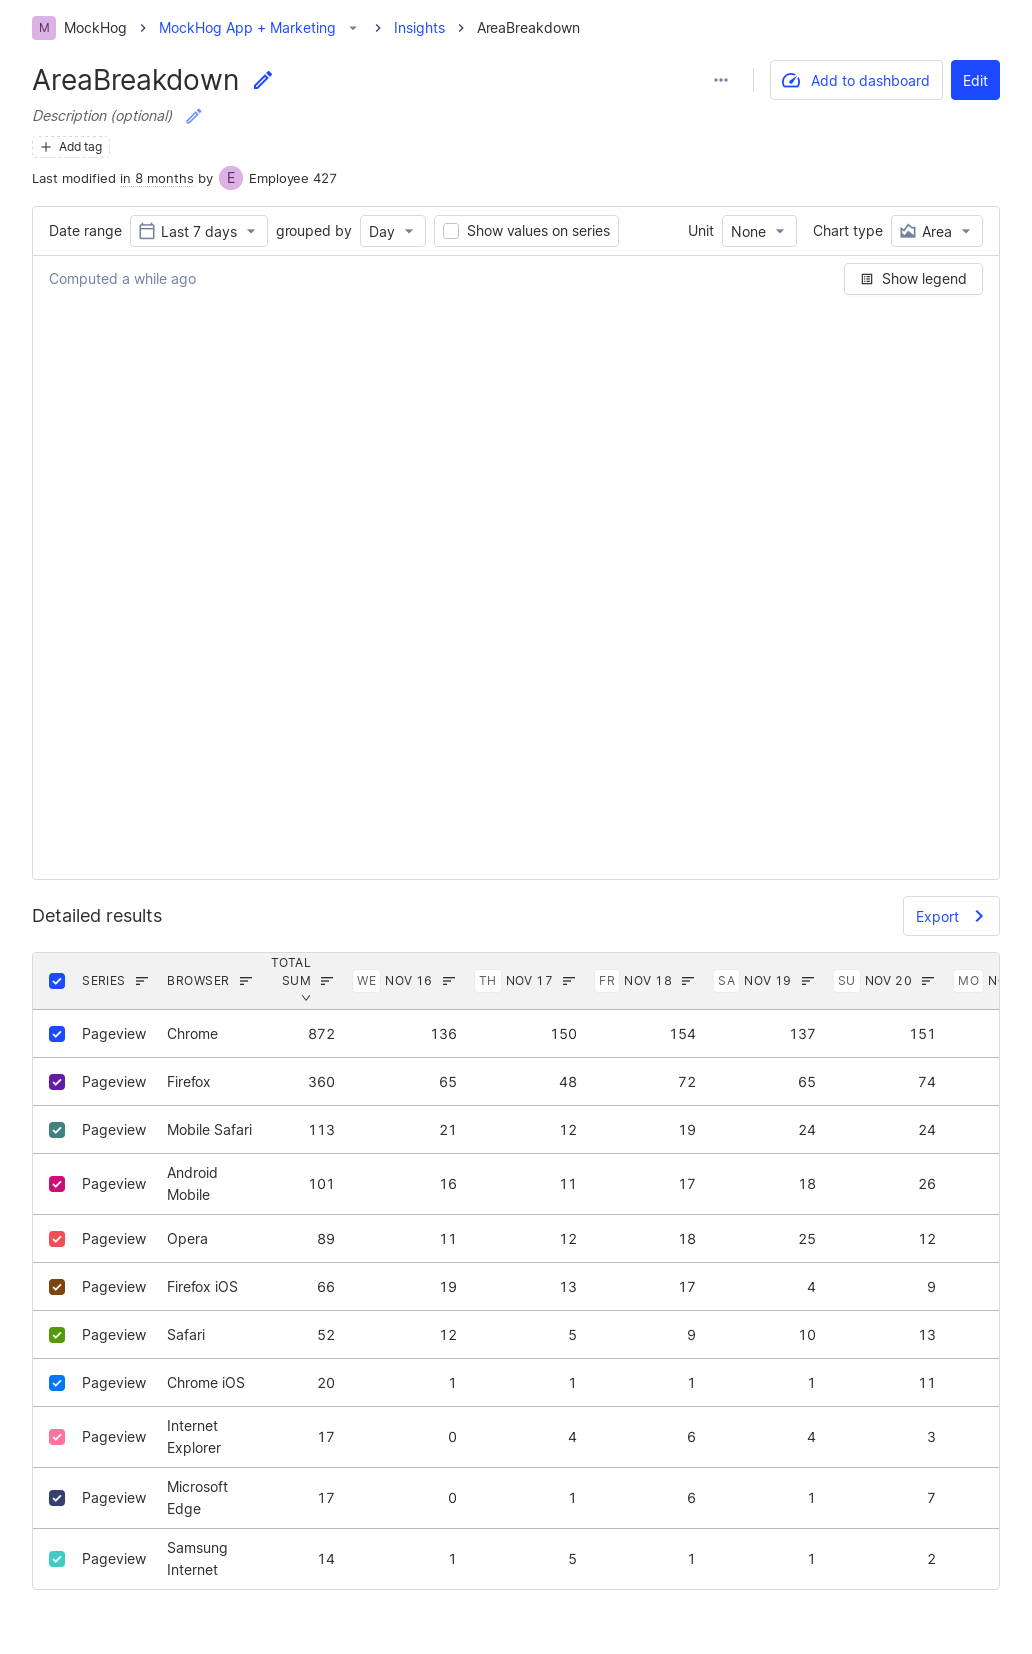 M MockHog MockHog App + Marketing Insights AreaBreakdown
AreaBreakdown
Add to dashboard Edit
Description (optional)
Add tag
Last modified in 8 months by E Employee 427
Date range Last 7 days grouped by Day Show values on series Unit None Chart type Area
Computed a while ago Show legend
Detailed results Export
SERIES BROWSER TOTAL SUM WE NOV 16 TH NOV 17 FR NOV 18 SA NOV 19 SU NOV 20 MO
Pageview Chrome 872 136 150 154 137 151
Pageview Firefox 360 65 48 72 65 74
Pageview Mobile Safari 113 21 12 19 24 24
Pageview Android Mobile 101 16 11 17 18 26
Pageview Opera 89 11 12 18 25 12
Pageview Firefox iOS 66 19 13 17 4 9
Pageview Safari 52 12 5 9 10 13
Pageview Chrome iOS 20 1 1 1 1 11
Pageview Internet Explorer 17 0 4 6 4 3
Pageview Microsoft Edge 17 0 1 6 1 7
Pageview Samsung Internet 14 1 5 1 1 2